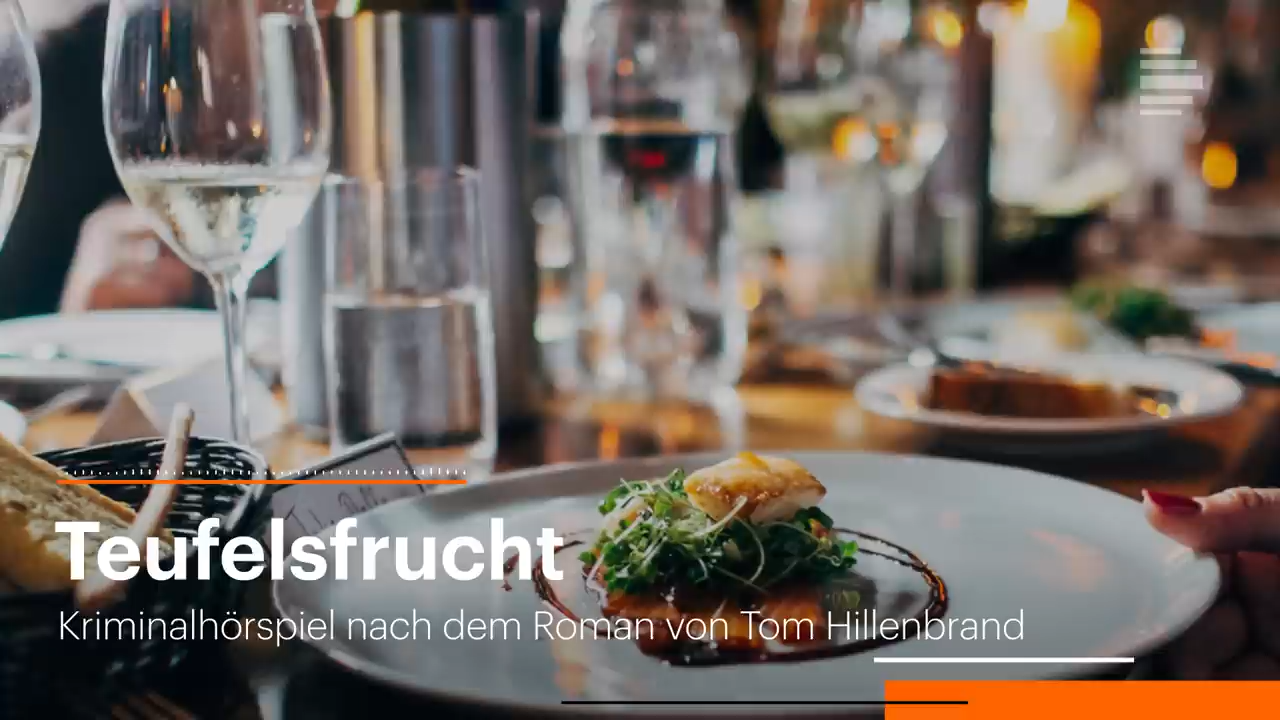 Teufelsfrucht
Kriminalhörspiel nach dem Roman von Tom Hillenbrand